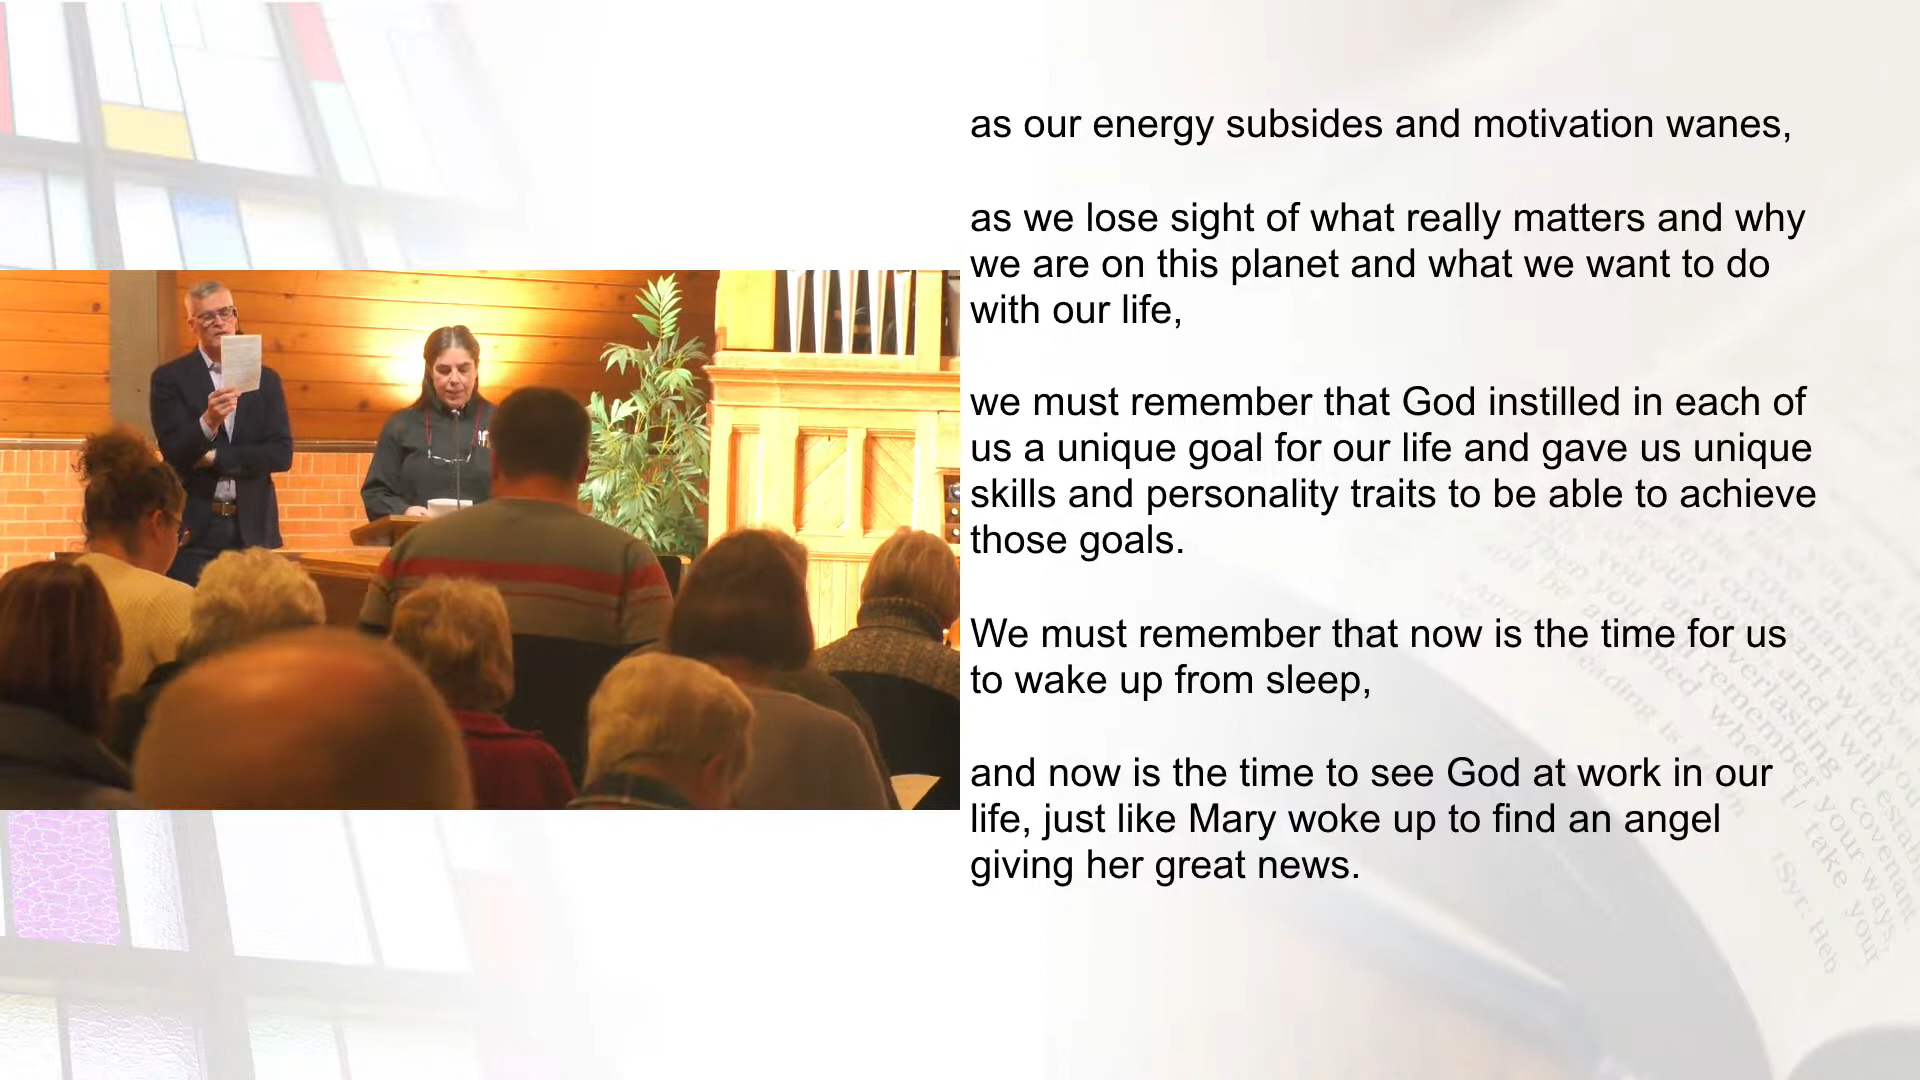 as our energy subsides and motivation wanes,
as we lose sight of what really matters and why
we are on this planet and what we want to do
with our life,
we must remember that God instilled in each of
us a unique goal for our life and gave us unique
skills and personality traits to be able to achieve
those goals.
We must remember that now is the time for us
to wake up from sleep,
and now is the time to see God at work in our
life, just like Mary woke up to find an angel
giving her great news.